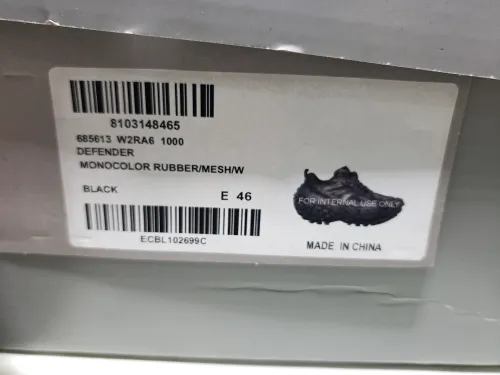 8103148465
685613 W2RA6 1000
DEFENDER
MONOCOLOR RUBBER/MESH/W
BLACK
E 46
FOR INTERNAL USE ONLY
ECBL102699C
MADE IN CHINA